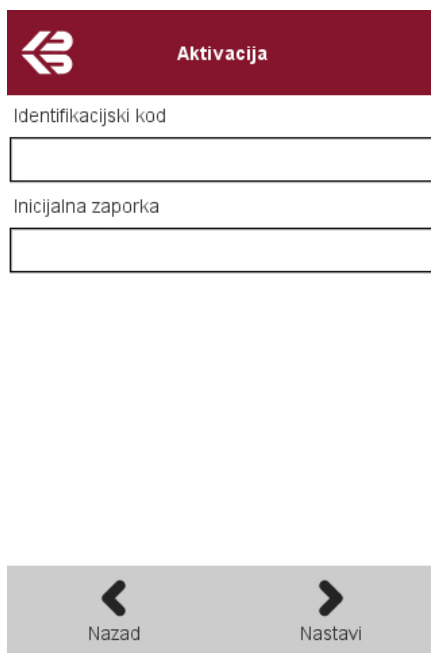 Aktivacija
Identifikacijski kod
Inicijalna zaporka
Nazad Nastavi